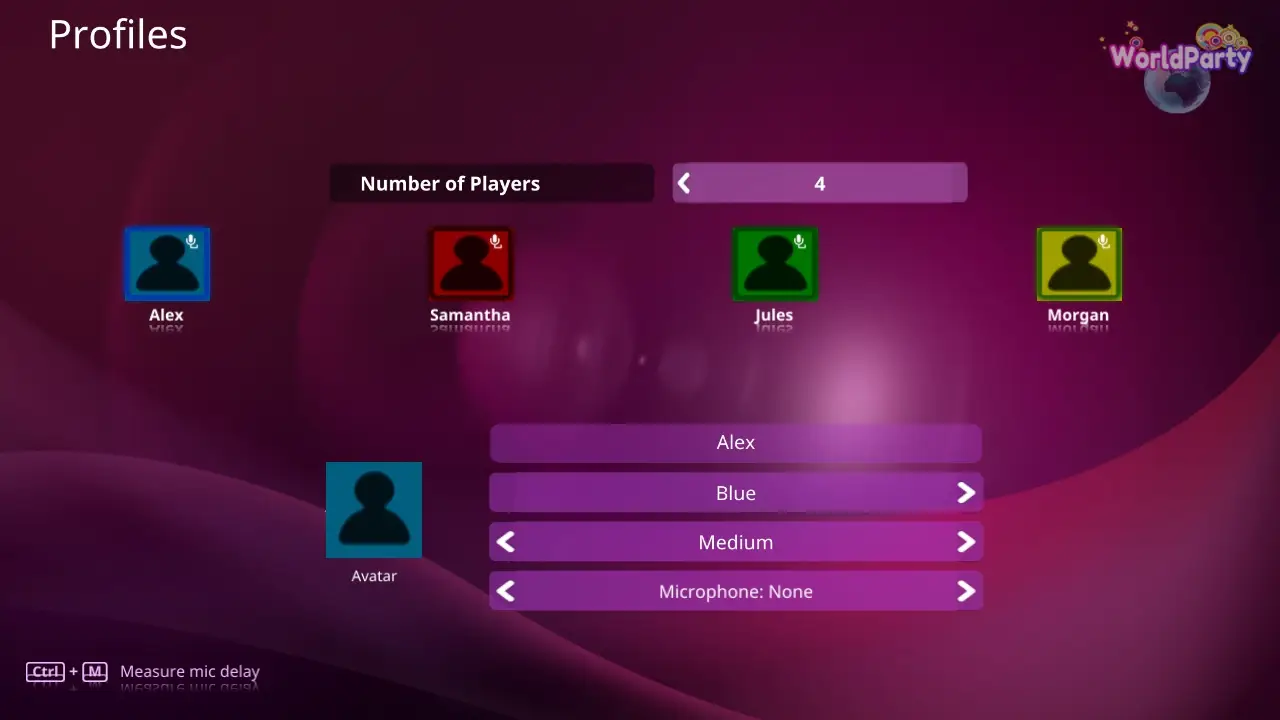 Profiles
WorldParty
Number of Players
4
Alex
Samantha
Jules
Morgan
Alex
Blue
Medium
Microphone: None
Avatar
Ctrl + M Measure mic delay